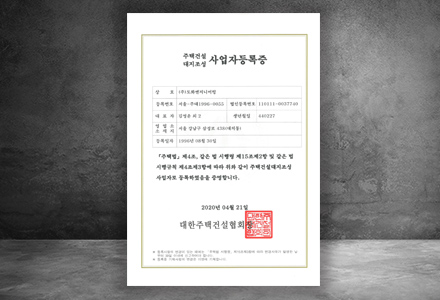 주택건설
대지조성 사업자등록증
상 호 (주)도화엔지니어링
등록번호 서울-주택1996-0055 법인등록번호 110111-0037740
대 표 자 김영윤 외 2 생년월일 440227
영 업 소
소 재 지 서울 강남구 삼성로 438(대치동)
등록일자 1996년 08월 30일
「주택법」제4조, 같은 법 시행령 제15조제2항 및 같은 법
시행규칙 제4조제3항에 따라 위와 같이 주택건설대지조성
사업자로 등록하였음을 증명합니다.
2020년 04월 21일
대한주택건설협회장